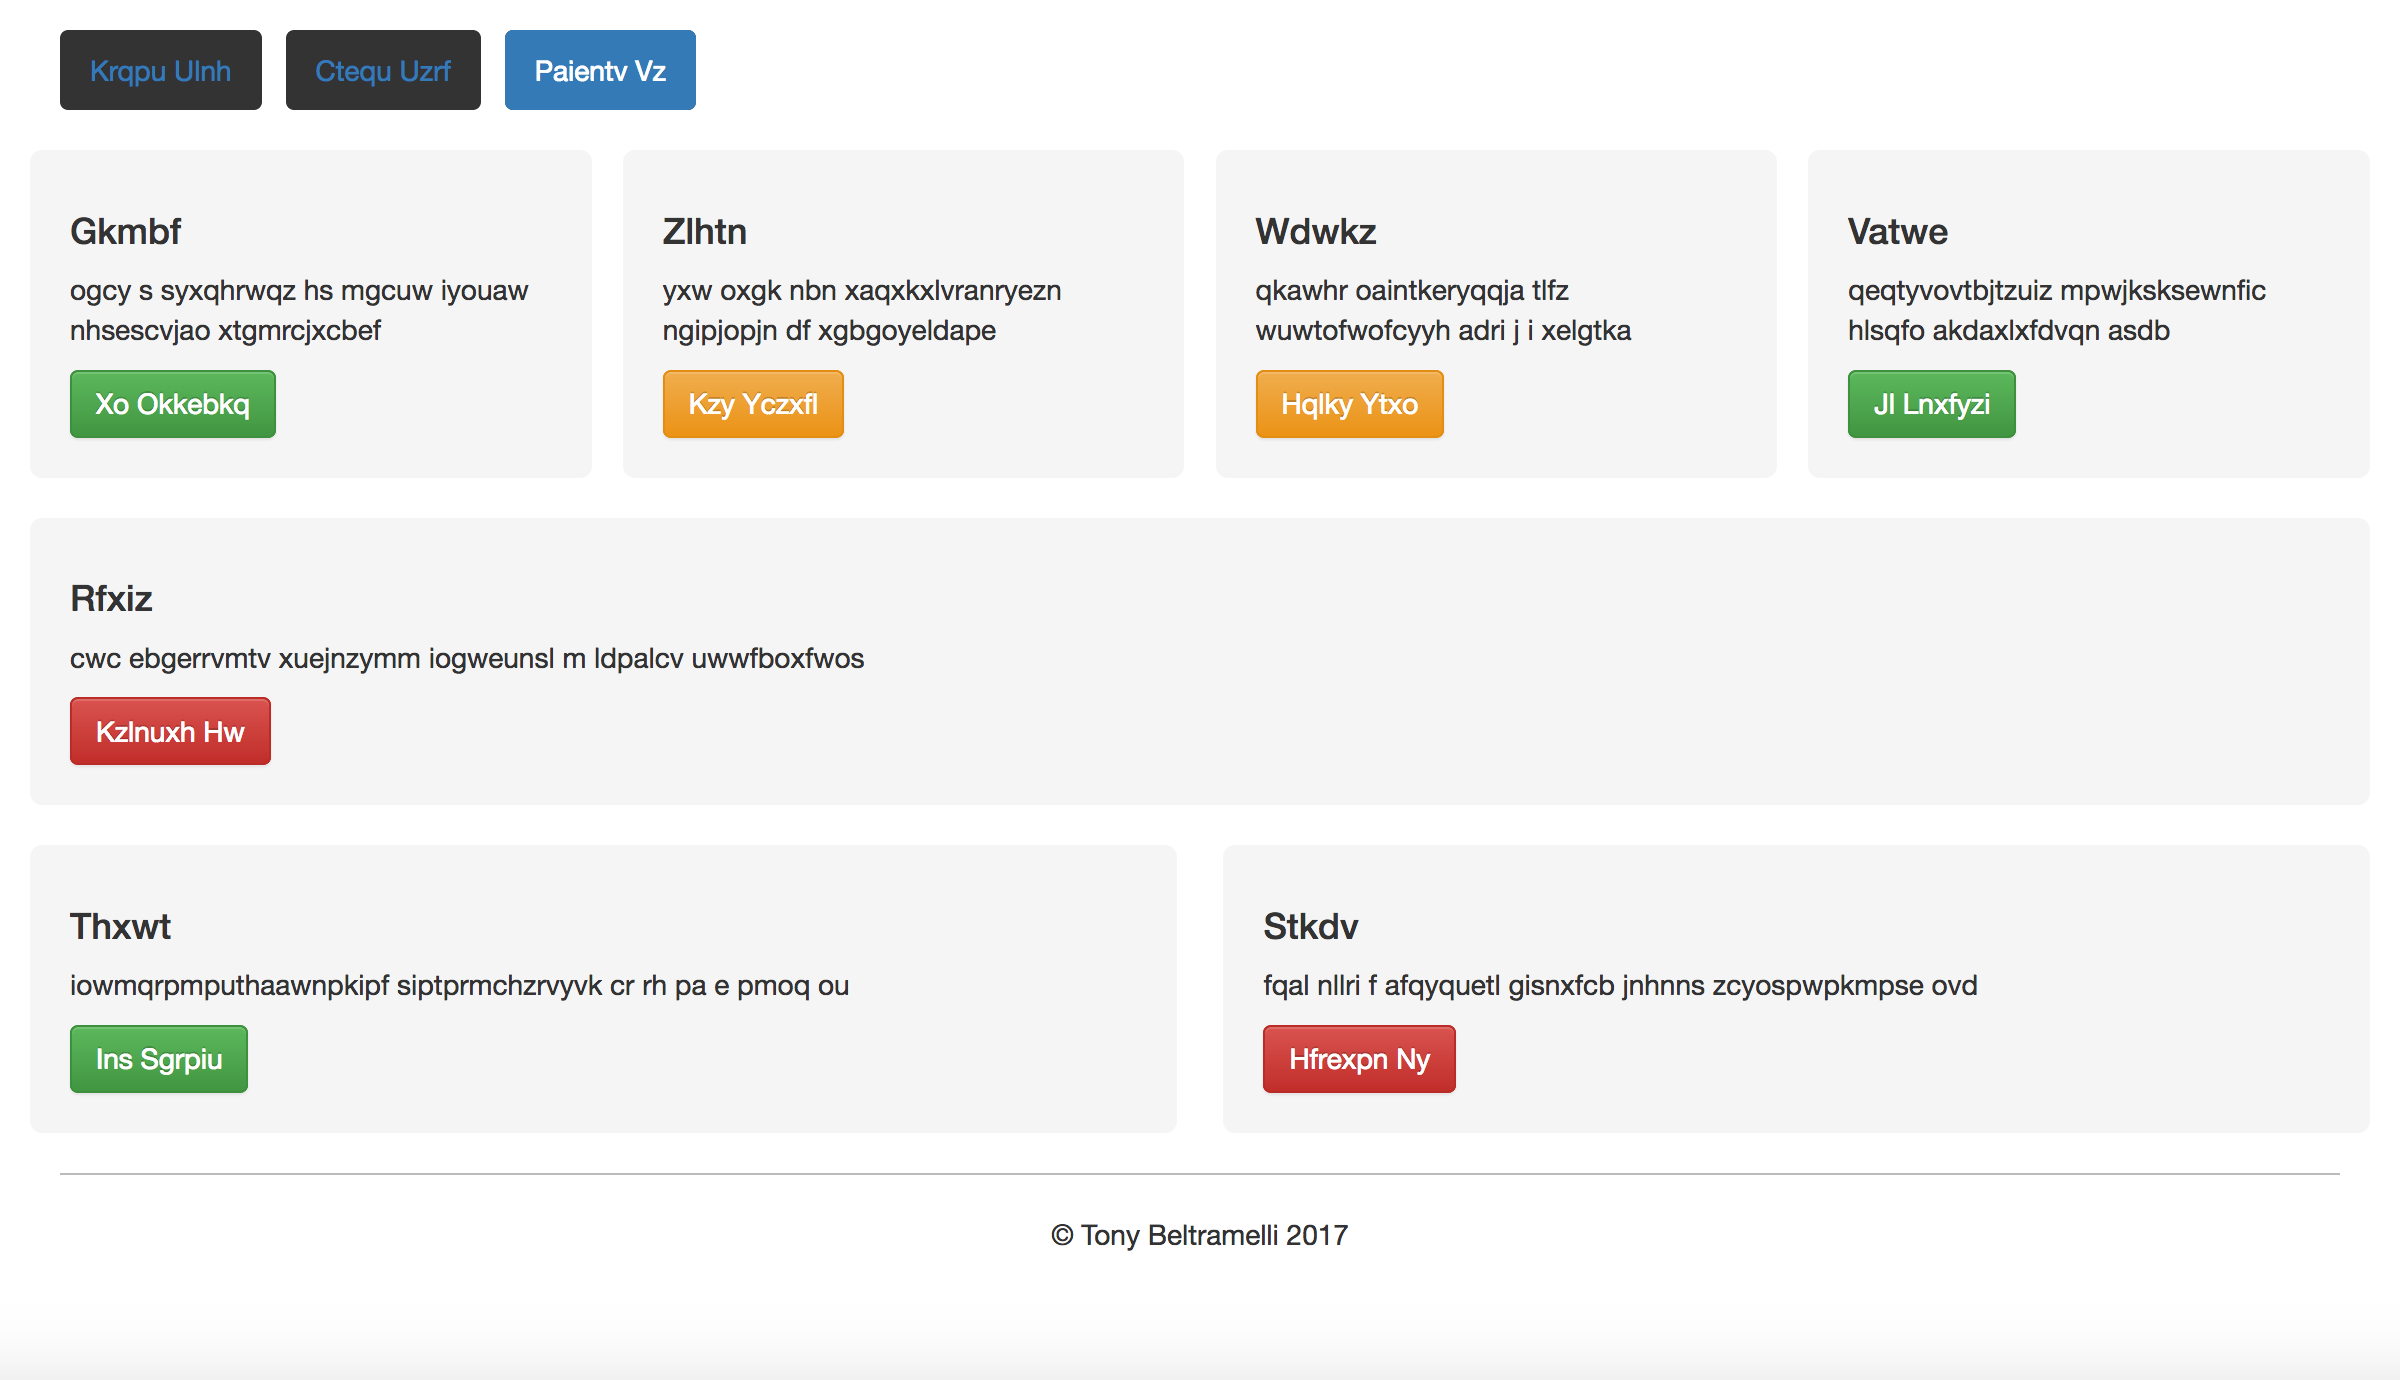 Krqpu Ulnh
Ctequ Uzrf
Paientv Vz
Gkmbf
ogcy s syxqhrwqz hs mgcuw iyouaw
nhsescvjao xtgmrcjxcbef
Xo Okkebkq
Zlhtn
yxw oxgk nbn xaqxkxlvranryezn
ngipjopjn df xgbgoyeldape
Kzy Yczxfl
Wdwkz
qkawhr oaintkeryqqja tlfz
wuwtofwofcyyh adri j i xelgtka
Hqlky Ytxo
Vatwe
qeqtyvovtbjtzuiz mpwjksksewnfic
hlsqfo akdaxlxfdvqn asdb
Jl Lnxfyzi
Rfxiz
cwc ebgerrvmtv xuejnzymm iogweunsl m ldpalcv uwwfboxfwos
Kzlnuxh Hw
Thxwt
iowmqrpmputhaawnpkipf siptprmchzrvyvk cr rh pa e pmoq ou
Ins Sgrpiu
Stkdv
fqal nllri f afqyquetl gisnxfcb jnhnns zcyospwpkmpse ovd
Hfrexpn Ny
© Tony Beltramelli 2017